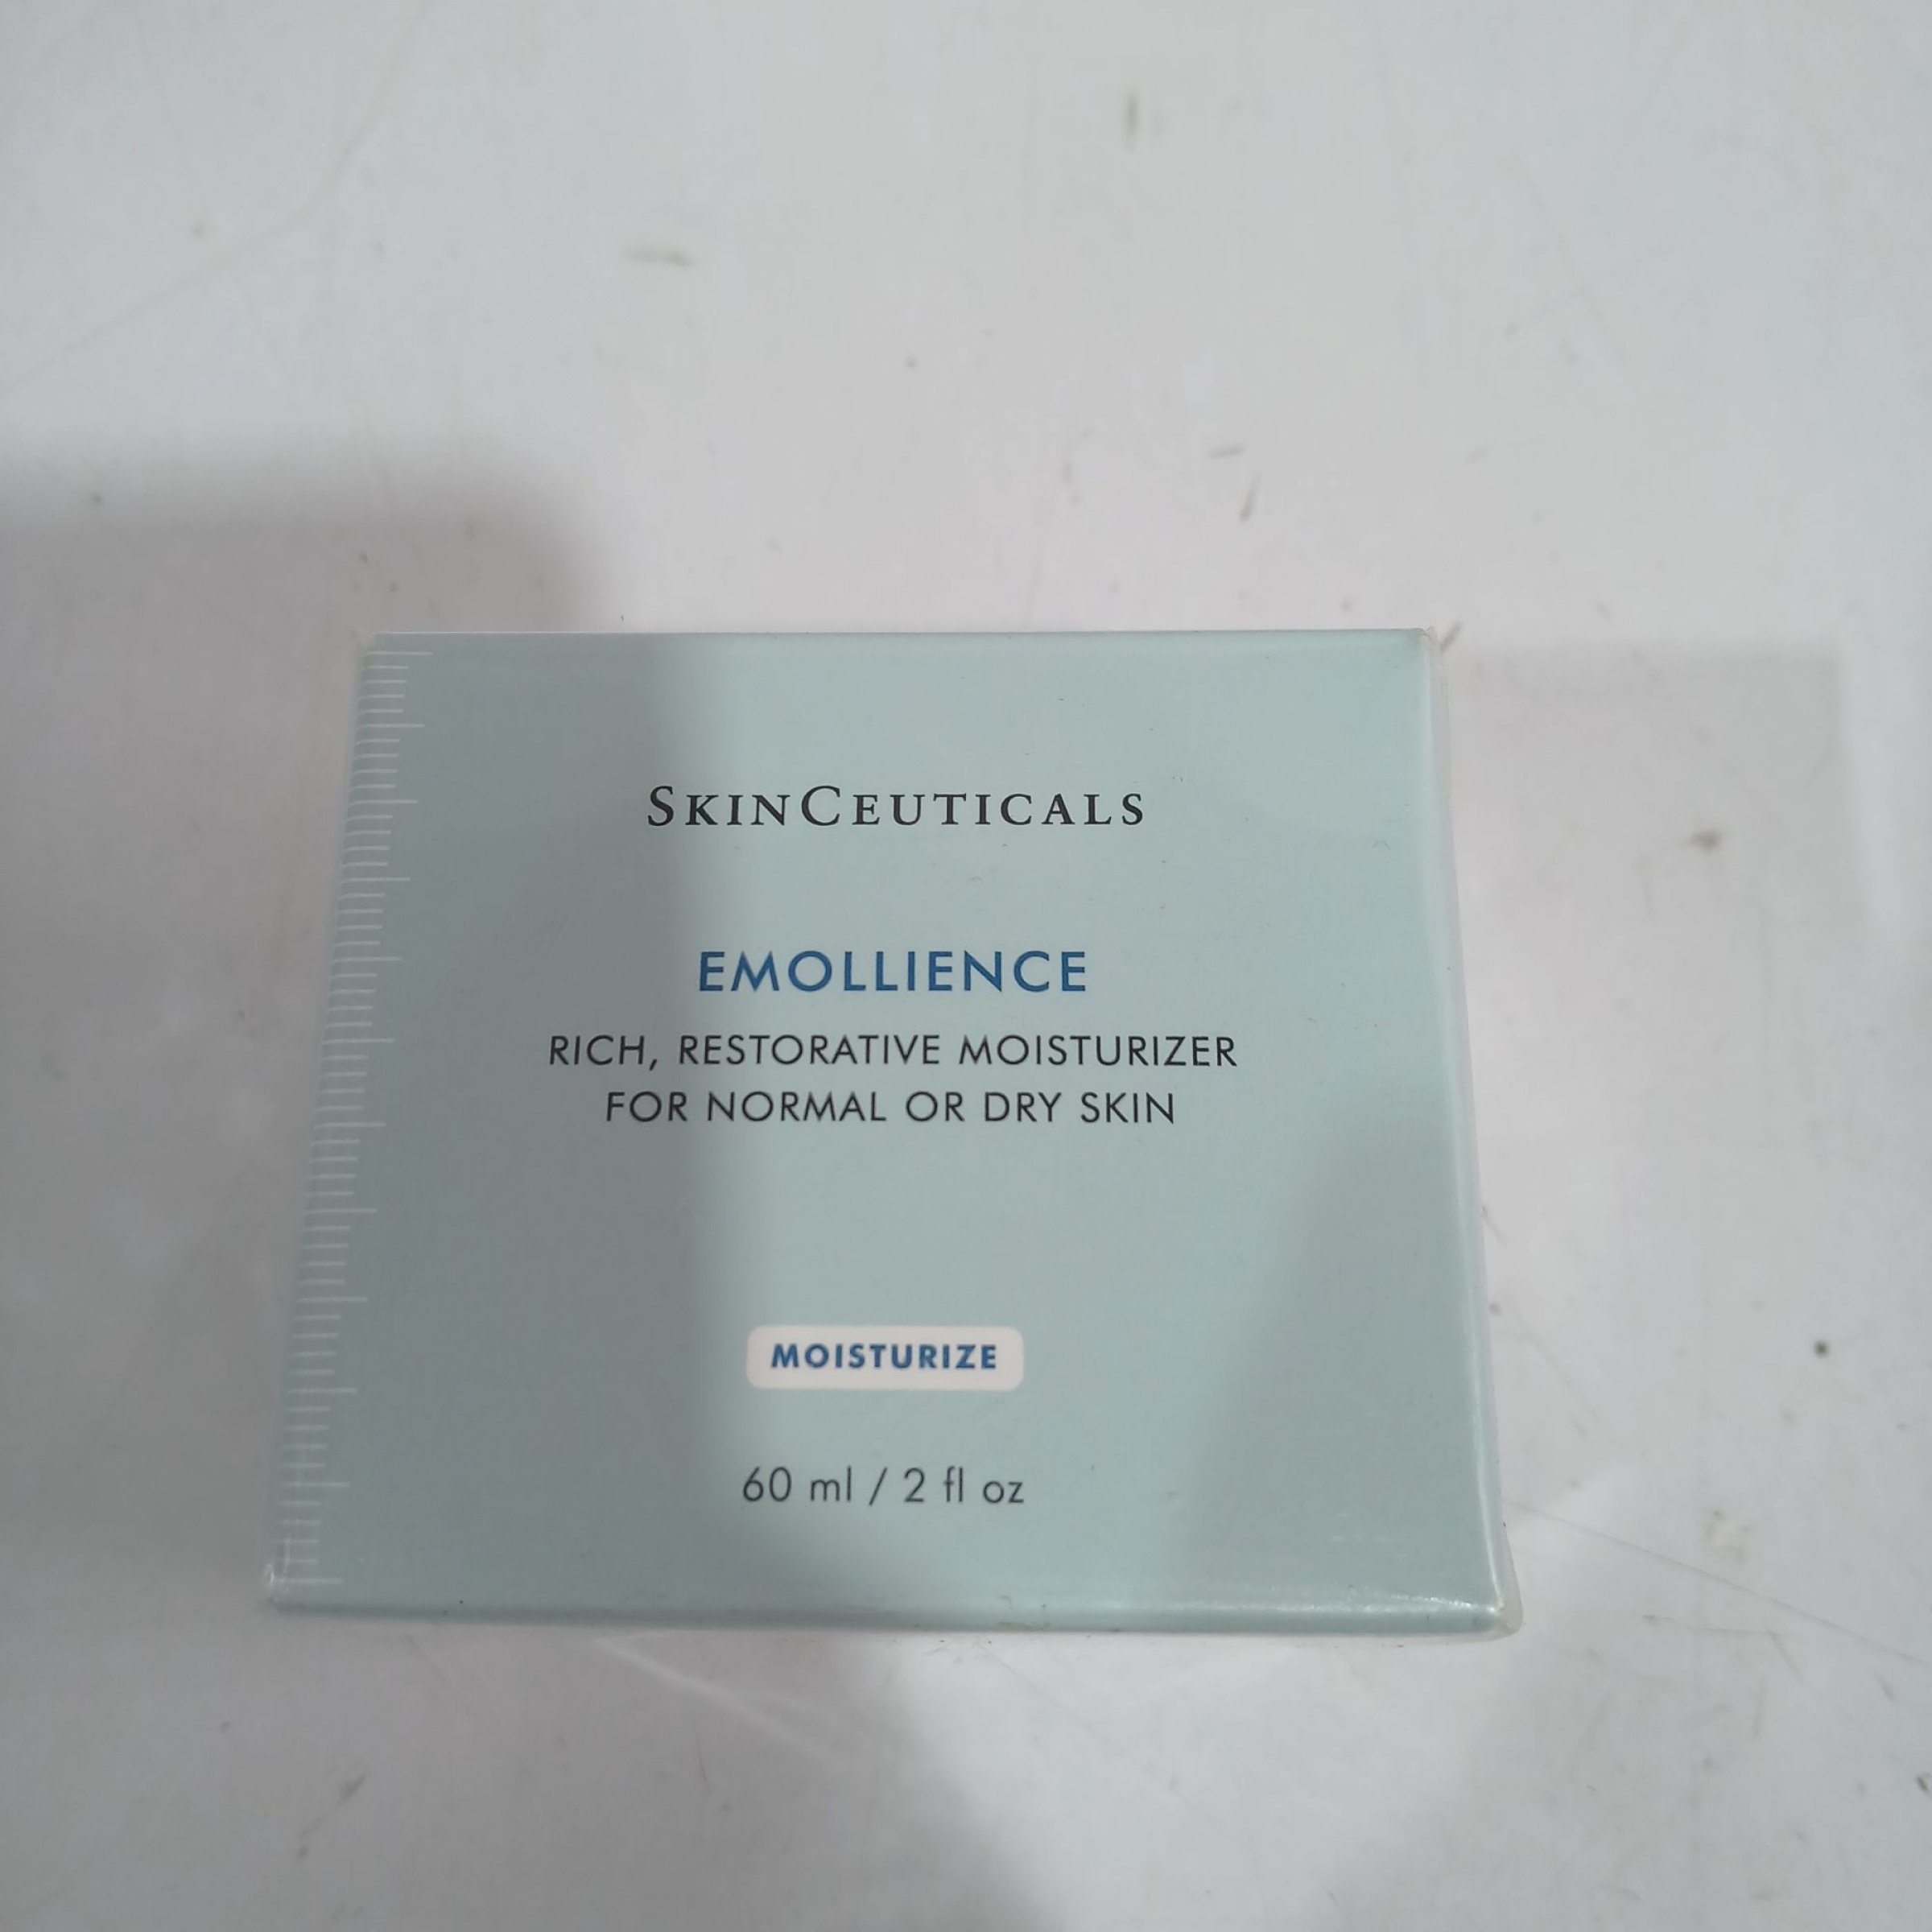 SKINCEUTICALS
EMOLLIENCE
RICH, RESTORATIVE MOISTURIZER
FOR NORMAL OR DRY SKIN
MOISTURIZE
60 ml / 2 fl oz